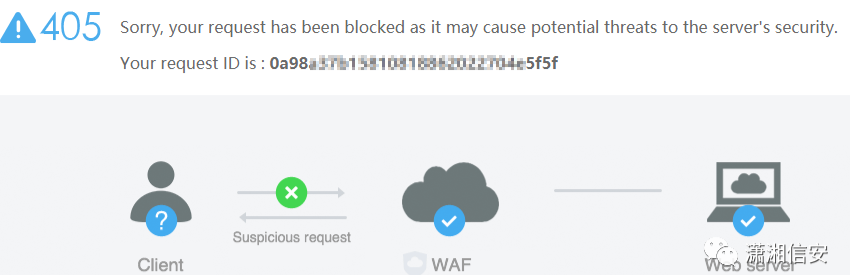 405
Sorry, your request has been blocked as it may cause potential threats to the server's security.
Your request ID is : 0a98a37b15810818862022704e5f5f
Suspicious request
Client
WAF
Web server
潇湘信安